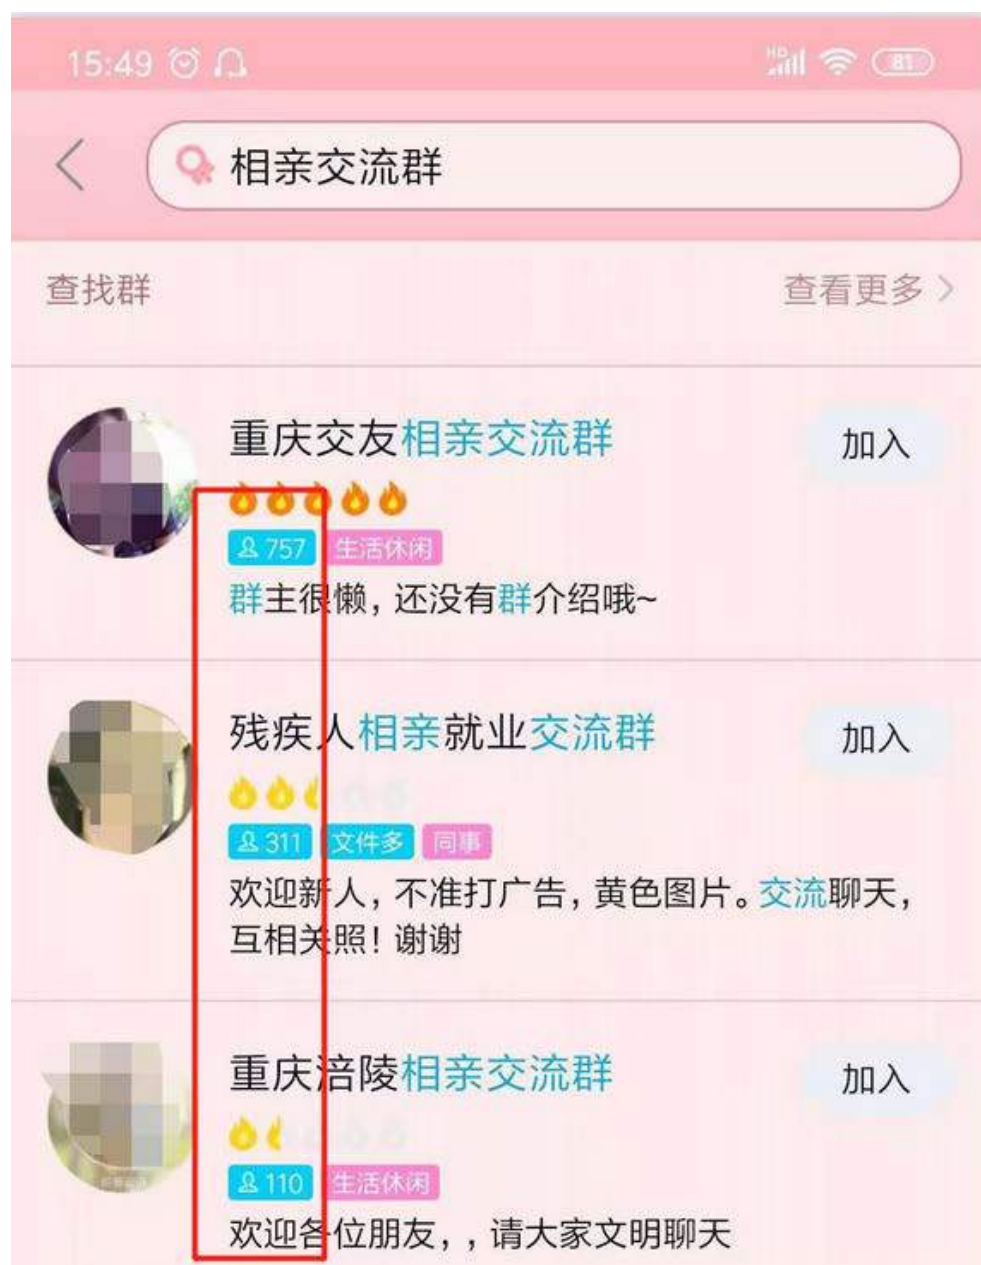 15:49 HD 81
相亲交流群
查找群 查看更多
重庆交友相亲交流群 加入
757 生活休闲
群主很懒，还没有群介绍哦~
残疾人相亲就业交流群 加入
311 文件多 同事
欢迎新人，不准打广告，黄色图片。交流聊天，
互相关照！谢谢
重庆涪陵相亲交流群 加入
110 生活休闲
欢迎各位朋友，，请大家文明聊天